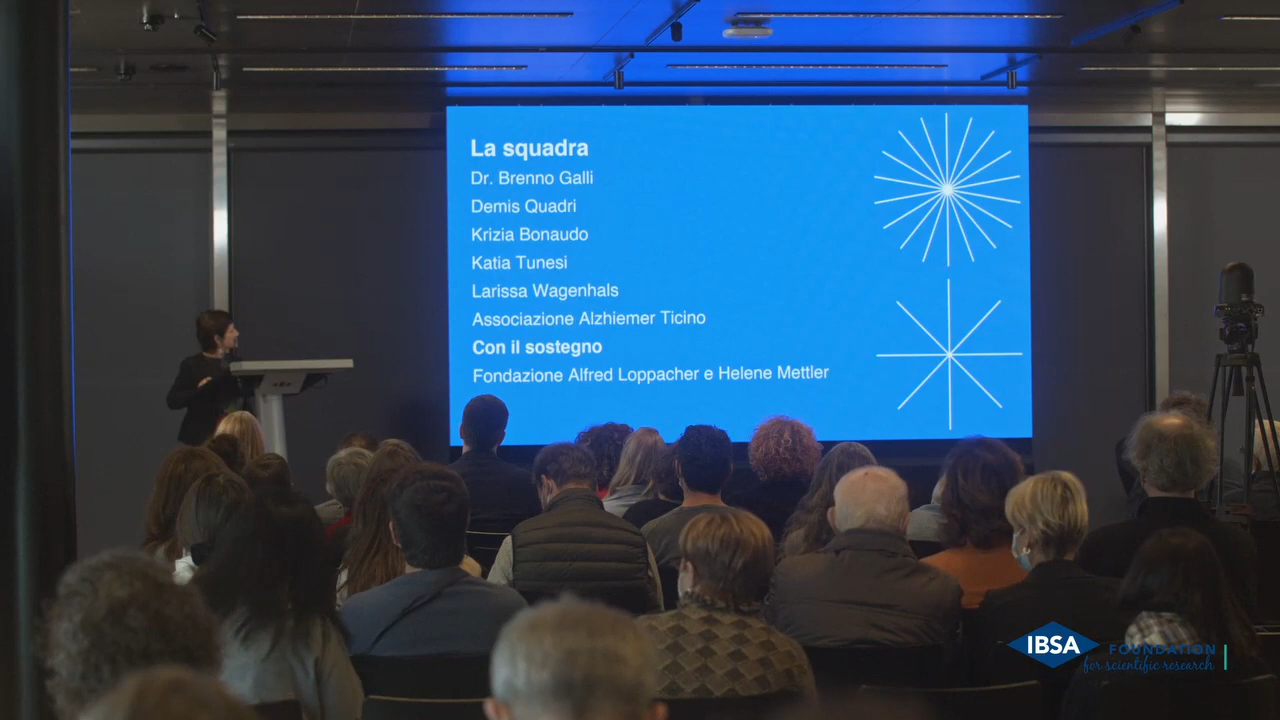 La squadra
Dr. Brenno Galli
Demis Quadri
Krizia Bonaudo
Katia Tunesi
Larissa Wagenhals
Associazione Alzhiemer Ticino
Con il sostegno
Fondazione Alfred Loppacher e Helene Mettler
IBSA FOUNDATION
for scientific research